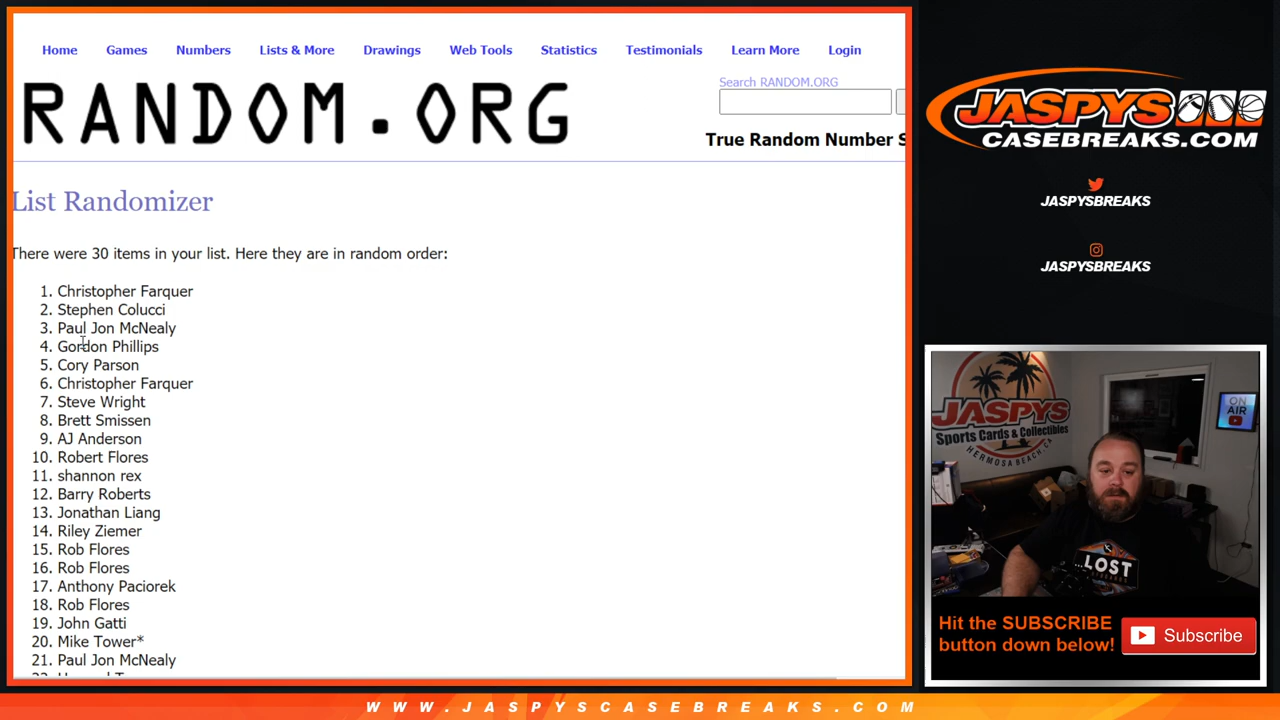 Home Games Numbers Lists & More Drawings Web Tools Statistics Testimonials Learn More Login
RANDOM.ORG
Search RANDOM.ORG
True Random Number S
List Randomizer
There were 30 items in your list. Here they are in random order:
1. Christopher Farquer
2. Stephen Colucci
3. Paul Jon McNealy
4. Gordon Phillips
5. Cory Parson
6. Christopher Farquer
7. Steve Wright
8. Brett Smissen
9. AJ Anderson
10. Robert Flores
11. shannon rex
12. Barry Roberts
13. Jonathan Liang
14. Riley Ziemer
15. Rob Flores
16. Rob Flores
17. Anthony Paciorek
18. Rob Flores
19. John Gatti
20. Mike Tower*
21. Paul Jon McNealy
JASPYS
CASEBREAKS.COM
JASPYSBREAKS
JASPYSBREAKS
JASPYS
Sports Cards & Collectibles
HERMOSA BEACH, CA
ON AIR
...LOST
Hit the SUBSCRIBE
button down below!
Subscribe
WWW.JASPYSCASEBREAKS.COM